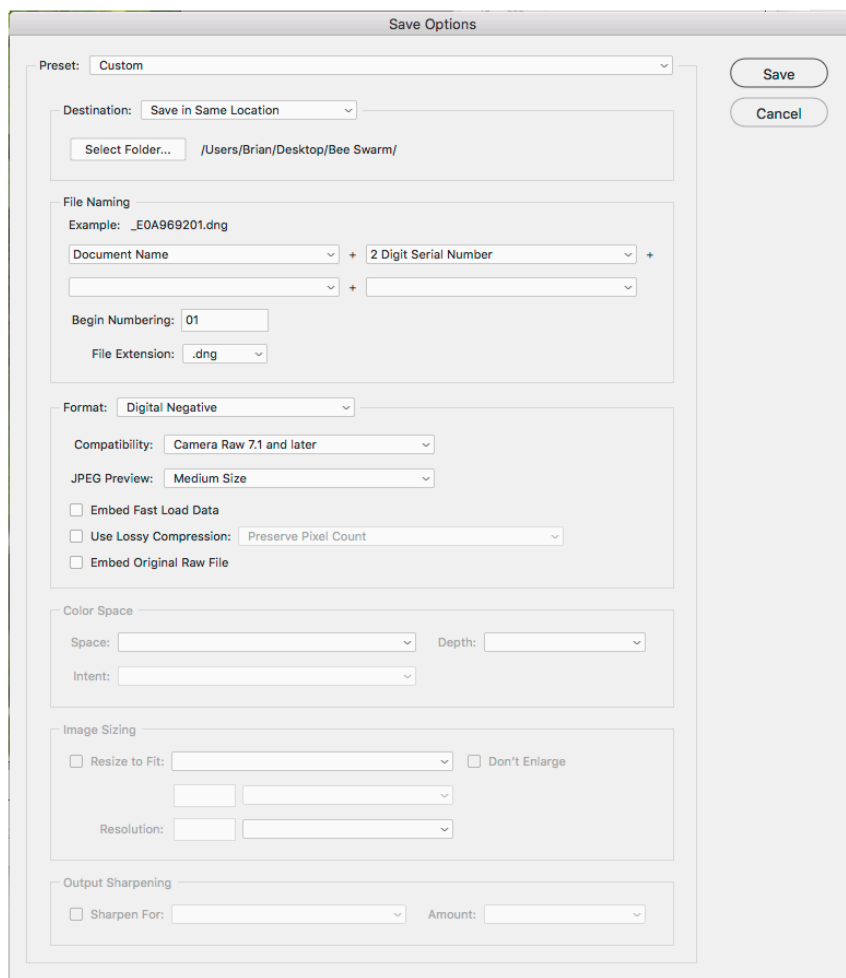 Save Options
Preset: Custom
Save
Destination: Save in Same Location
Cancel
Select Folder... /Users/Brian/Desktop/Bee Swarm/
File Naming
Example: _E0A969201.dng
Document Name + 2 Digit Serial Number +
+
Begin Numbering: 01
File Extension: .dng
Format: Digital Negative
Compatibility: Camera Raw 7.1 and later
JPEG Preview: Medium Size
Embed Fast Load Data
Use Lossy Compression: Preserve Pixel Count
Embed Original Raw File
Color Space
Space: Depth:
Intent:
Image Sizing
Resize to Fit: Don't Enlarge
Resolution:
Output Sharpening
Sharpen For: Amount: